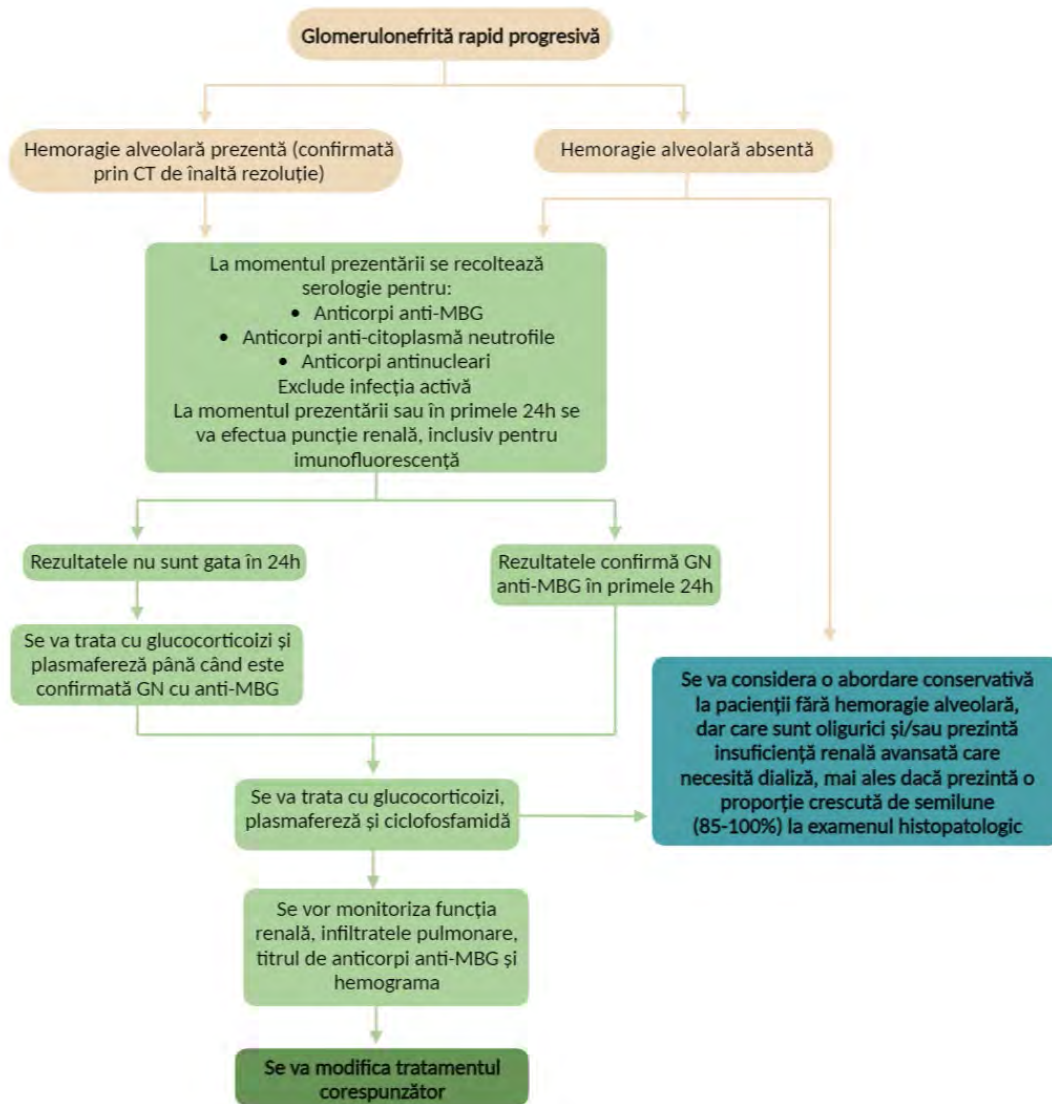 Glomerulonefrită rapid progresivă
Hemoragie alveolară prezentă (confirmată
prin CT de înaltă rezoluție)
Hemoragie alveolară absentă
La momentul prezentării se recoltează
serologie pentru:
• Anticorpi anti-MBG
• Anticorpi anti-citoplasmă neutrofile
• Anticorpi antinucleari
Exclude infecția activă
La momentul prezentării sau în primele 24h se
va efectua puncție renală, inclusiv pentru
imunofluorescență
Rezultatele nu sunt gata în 24h
Rezultatele confirmă GN
anti-MBG în primele 24h
Se va trata cu glucocorticoizi și
plasmafereză până când este
confirmată GN cu anti-MBG
Se va considera o abordare conservativă
la pacienții fără hemoragie alveolară,
dar care sunt oligurici și/sau prezintă
insuficiență renală avansată care
necesită dializă, mai ales dacă prezintă o
proporție crescută de semilune
(85-100%) la examenul histopatologic
Se va trata cu glucocorticoizi,
plasmafereză și ciclofosfamidă
Se vor monitoriza funcția
renală, infiltratele pulmonare,
titrul de anticorpi anti-MBG și
hemograma
Se va modifica tratamentul
corespunzător